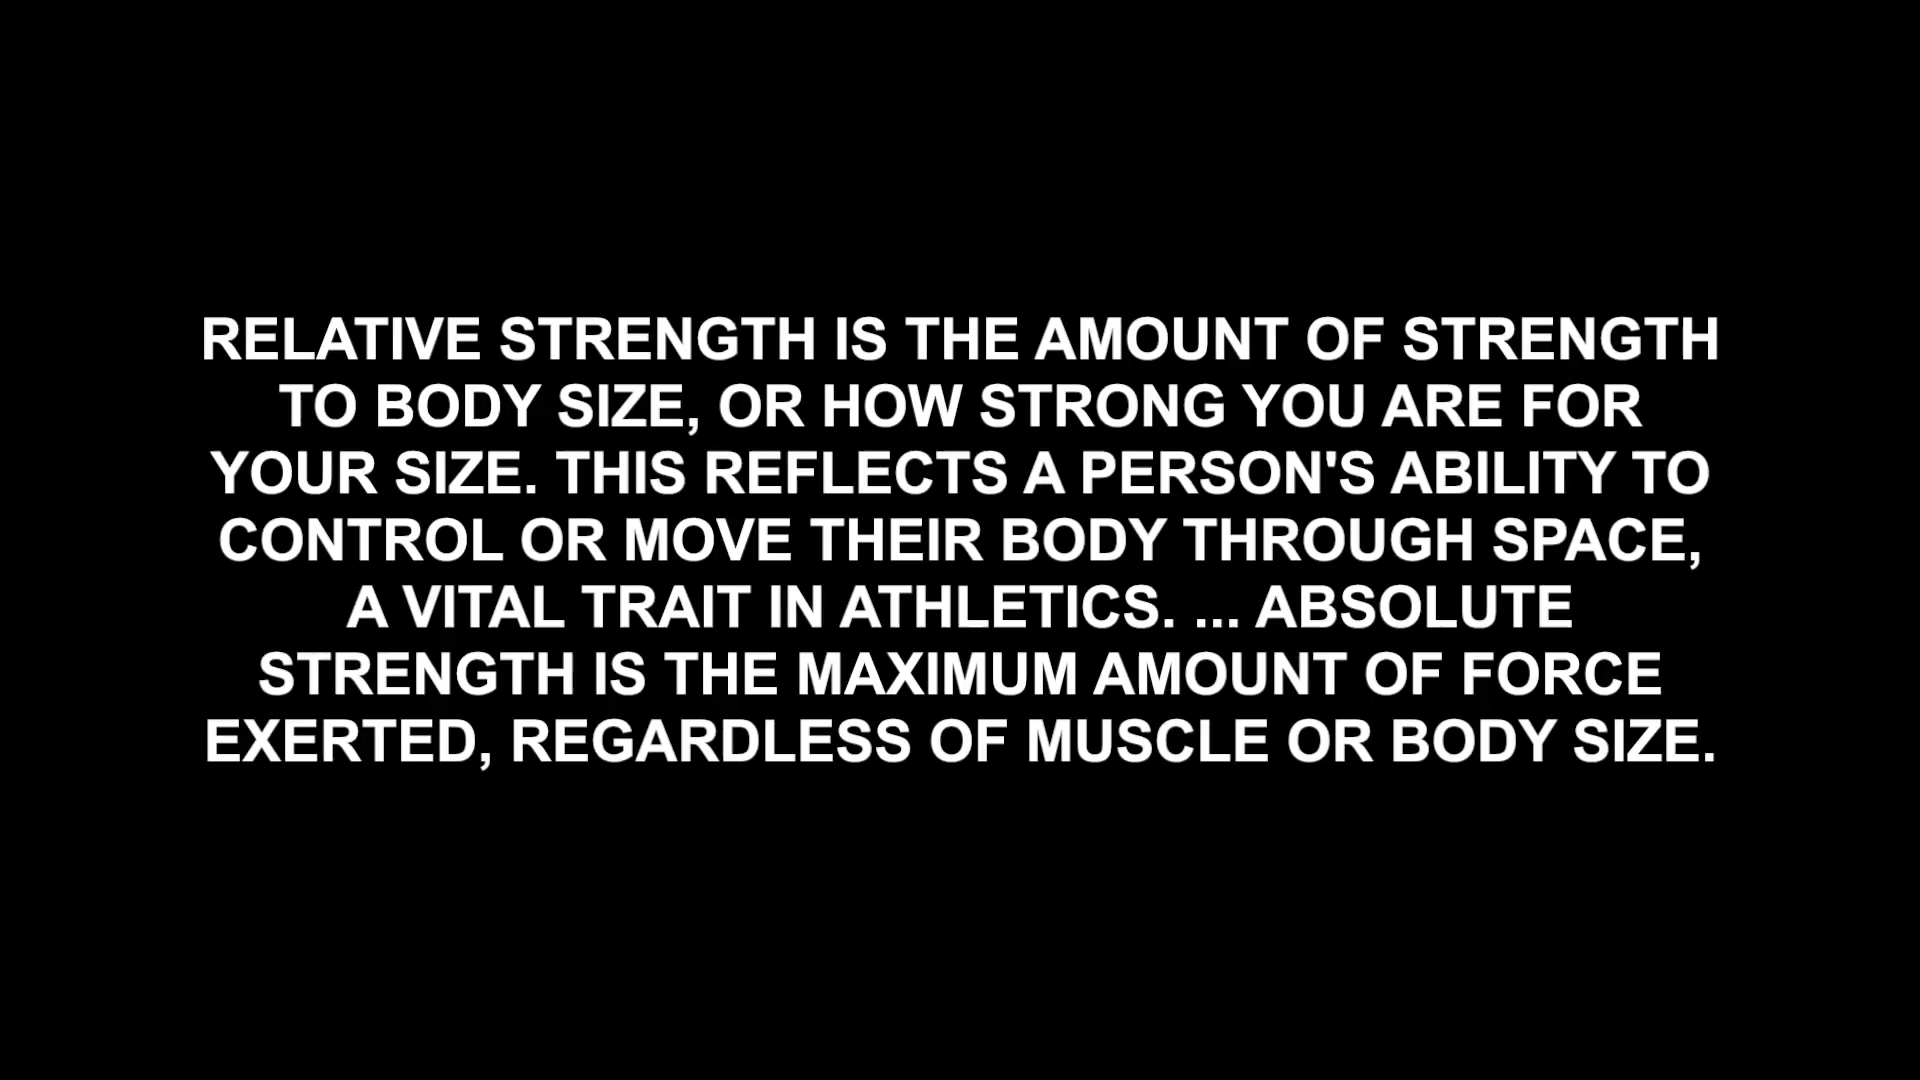 RELATIVE STRENGTH IS THE AMOUNT OF STRENGTH
TO BODY SIZE, OR HOW STRONG YOU ARE FOR
YOUR SIZE. THIS REFLECTS A PERSON'S ABILITY TO
CONTROL OR MOVE THEIR BODY THROUGH SPACE,
A VITAL TRAIT IN ATHLETICS. ... ABSOLUTE
STRENGTH IS THE MAXIMUM AMOUNT OF FORCE
EXERTED, REGARDLESS OF MUSCLE OR BODY SIZE.